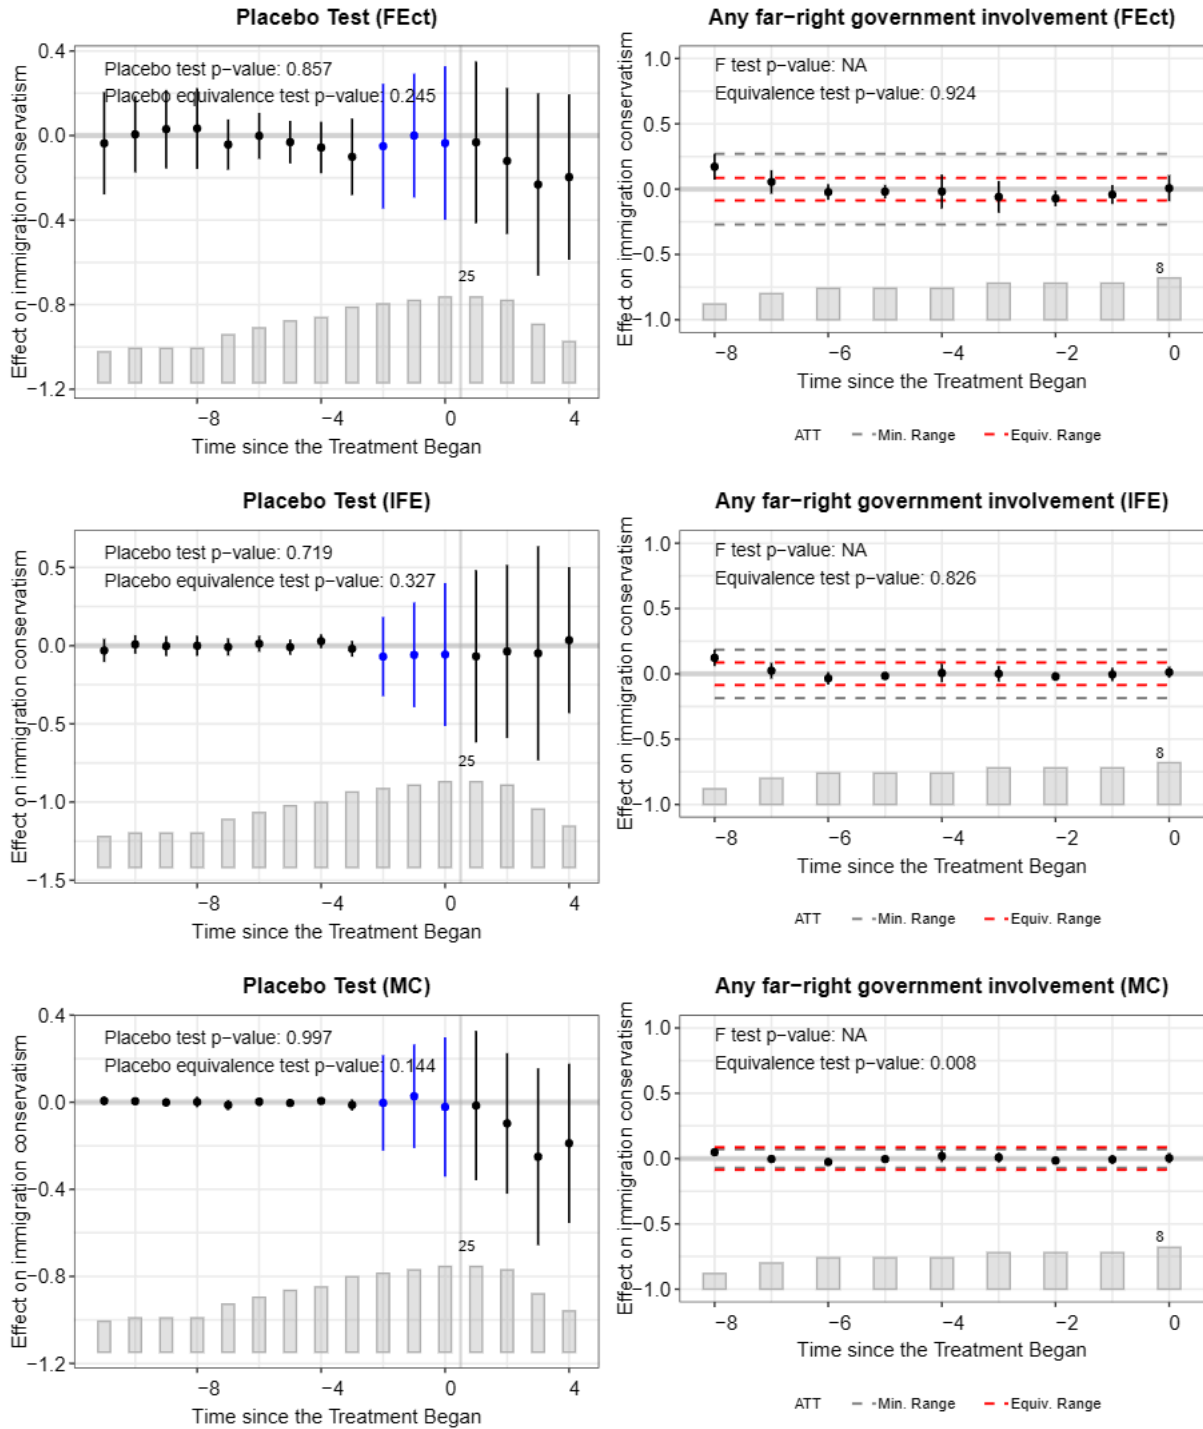 Placebo Test (FEct)
Effect on immigration conservatism
0.4
0.0
−0.4
−0.8
−1.2
Placebo test p−value: 0.857
Placebo equivalence test p−value: 0.245
25
−8
−4
0
4
Time since the Treatment Began
Any far−right government involvement (FEct)
Effect on immigration conservatism
1.0
0.5
0.0
−0.5
−1.0
F test p−value: NA
Equivalence test p−value: 0.924
8
−8
−6
−4
−2
0
Time since the Treatment Began
ATT Min. Range Equiv. Range
Placebo Test (IFE)
Effect on immigration conservatism
0.5
0.0
−0.5
−1.0
−1.5
Placebo test p−value: 0.719
Placebo equivalence test p−value: 0.327
25
−8
−4
0
4
Time since the Treatment Began
Any far−right government involvement (IFE)
Effect on immigration conservatism
1.0
0.5
0.0
−0.5
−1.0
F test p−value: NA
Equivalence test p−value: 0.826
8
−8
−6
−4
−2
0
Time since the Treatment Began
ATT Min. Range Equiv. Range
Placebo Test (MC)
Effect on immigration conservatism
0.4
0.0
−0.4
−0.8
−1.2
Placebo test p−value: 0.997
Placebo equivalence test p−value: 0.144
25
−8
−4
0
4
Time since the Treatment Began
Any far−right government involvement (MC)
Effect on immigration conservatism
1.0
0.5
0.0
−0.5
−1.0
F test p−value: NA
Equivalence test p−value: 0.008
8
−8
−6
−4
−2
0
Time since the Treatment Began
ATT Min. Range Equiv. Range